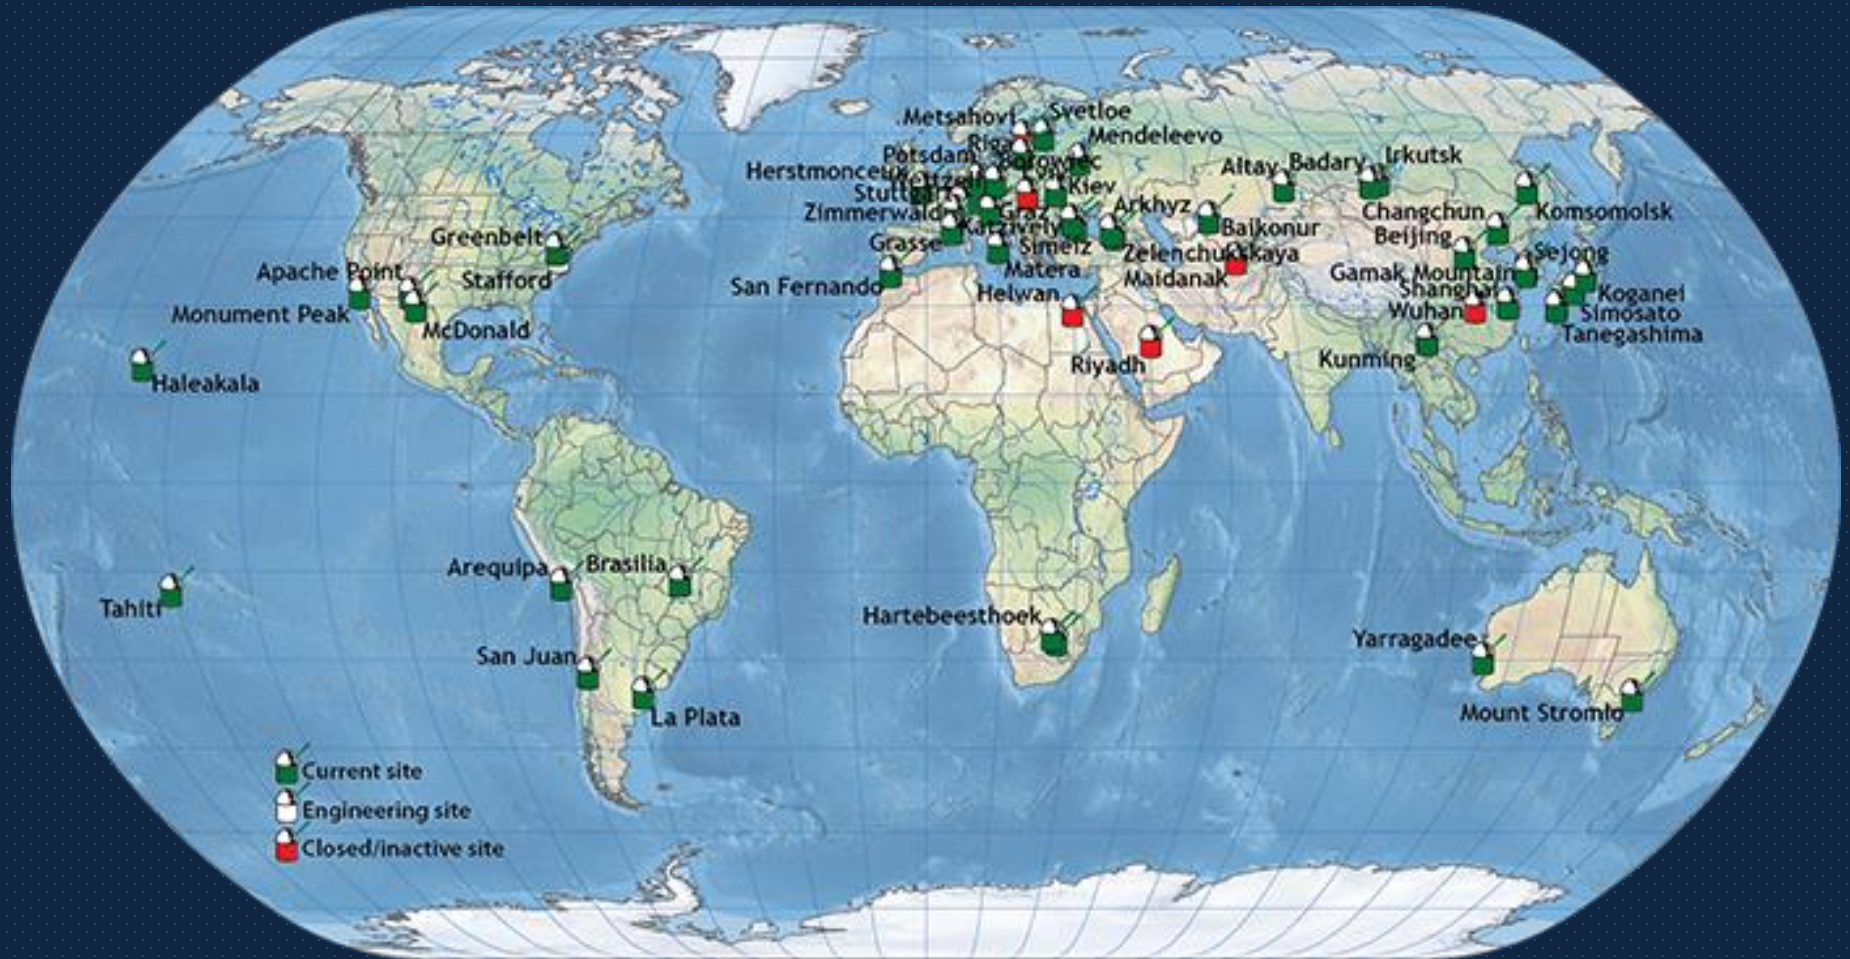 Metsahovi
Svetloe
Riga
Mendeleevo
Potsdam
Borowiec
Herstmonceux
Altay
Badary
Irkutsk
Kiev
Zimmerwald
Graz
Arkhyz
Changchun
Komsomolsk
Katzively
Baikonur
Greenbelt
Grasse
Simeiz
Beijing
Zelenchukskaya
Sejong
Apache Point
Stafford
Matera
Maidanak
Gamak Mountain
San Fernando
Helwan
Shanghai
Koganei
Monument Peak
Wuhan
Simosato
McDonald
Tanegashima
Riyadh
Kunming
Haleakala
Arequipa
Brasilia
Tahiti
Hartebeesthoek
Yarragadee
San Juan
La Plata
Mount Stromlo
Current site
Engineering site
Closed/inactive site